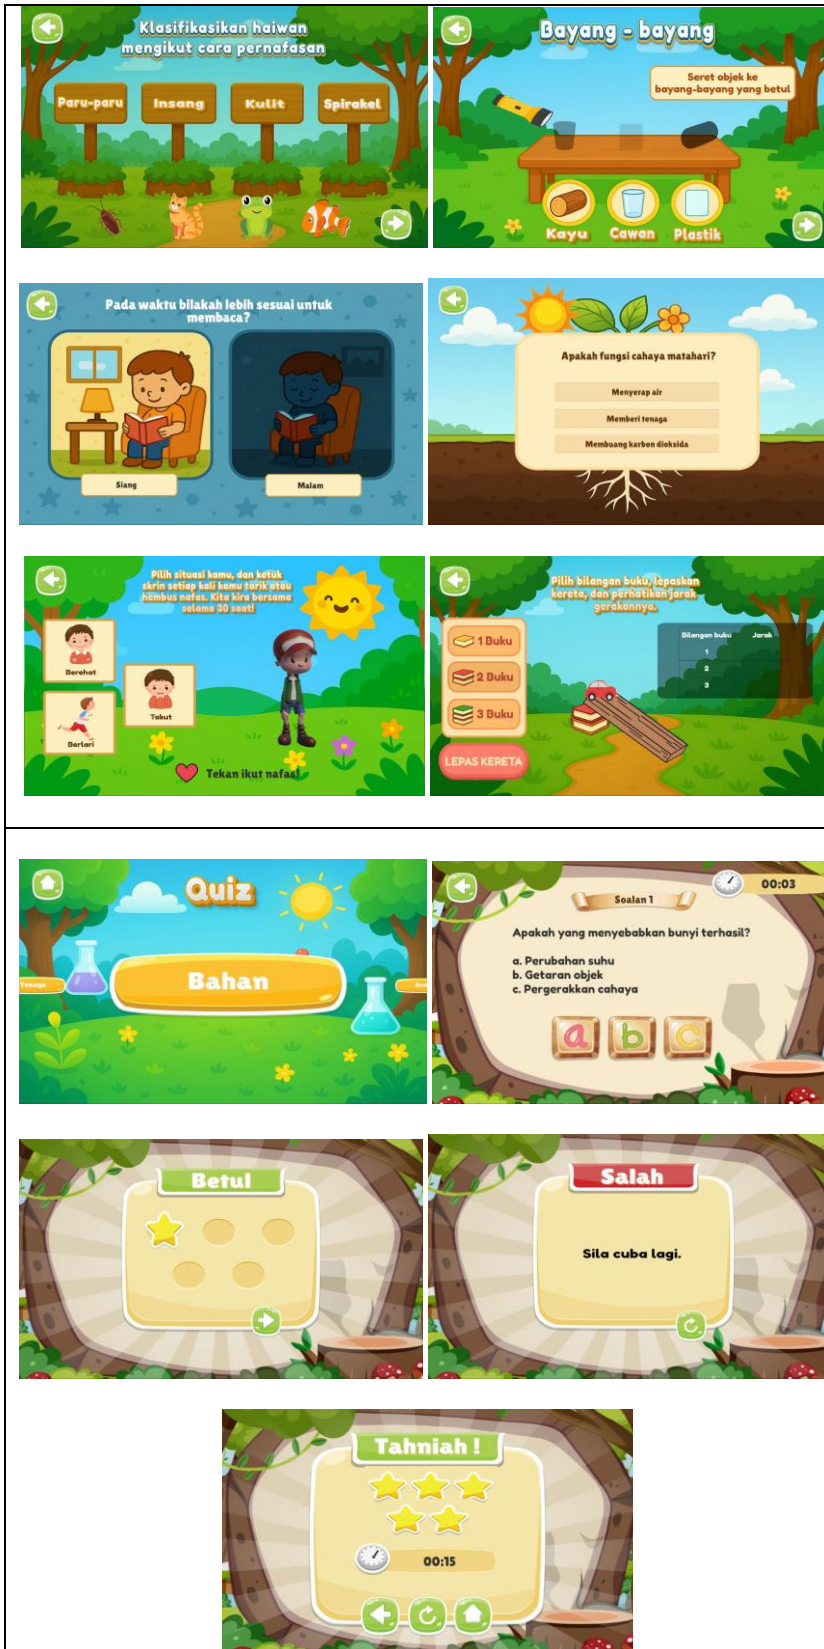 Klasifikasikan haiwan
mengikut cara pernafasan
Paru-paru
Insang
Kulit
Spirakel
Bayang - bayang
Seret objek ke
bayang-bayang yang betul
Kayu
Cawan
Plastik
Pada waktu bilakah lebih sesuai untuk
membaca?
Siang
Malam
Apakah fungsi cahaya matahari?
Menyerap air
Memberi tenaga
Membuang karbon dioksida
Pilih situasi kamu, dan ketuk
skrin setiap kali kamu tarik atau
hembus nafas. Kita kira bersama
selama 30 saat!
Berehat
Takut
Berlari
Tekan ikut nafas!
Pilih bilangan buku, lepaskan
kereta, dan perhatikan jarak
gerakannya.
1 Buku
2 Buku
3 Buku
LEPAS KERETA
Bilangan buku Jarak
1
2
3
Quiz
Tenaga
Bahan
Soalan 1
00:03
Apakah yang menyebabkan bunyi terhasil?
a. Perubahan suhu
b. Getaran objek
c. Pergerakkan cahaya
a b c
Betul
Salah
Sila cuba lagi.
Tahniah !
00:15